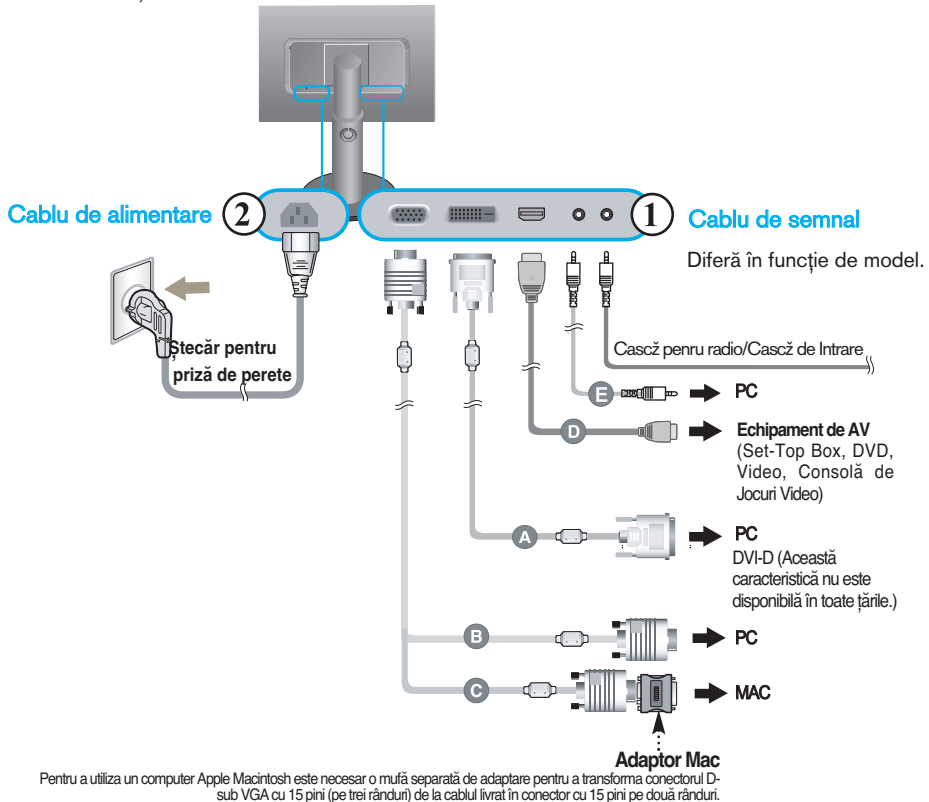 Cablu de alimentare
2
1
Cablu de semnal
Diferă în funcție de model.
Ștecăr pentru
priză de perete
Cascž penru radio/Cascž de Intrare
E
PC
D
Echipament de AV
(Set-Top Box, DVD,
Video, Consolă de
Jocuri Video)
A
PC
DVI-D (Această
caracteristică nu este
disponibilă în toate țările.)
B
PC
C
MAC
Adaptor Mac
Pentru a utiliza un computer Apple Macintosh este necesar o mufă separată de adaptare pentru a transforma conectorul D-
sub VGA cu 15 pini (pe trei rânduri) de la cablul livrat în conector cu 15 pini pe două rânduri.